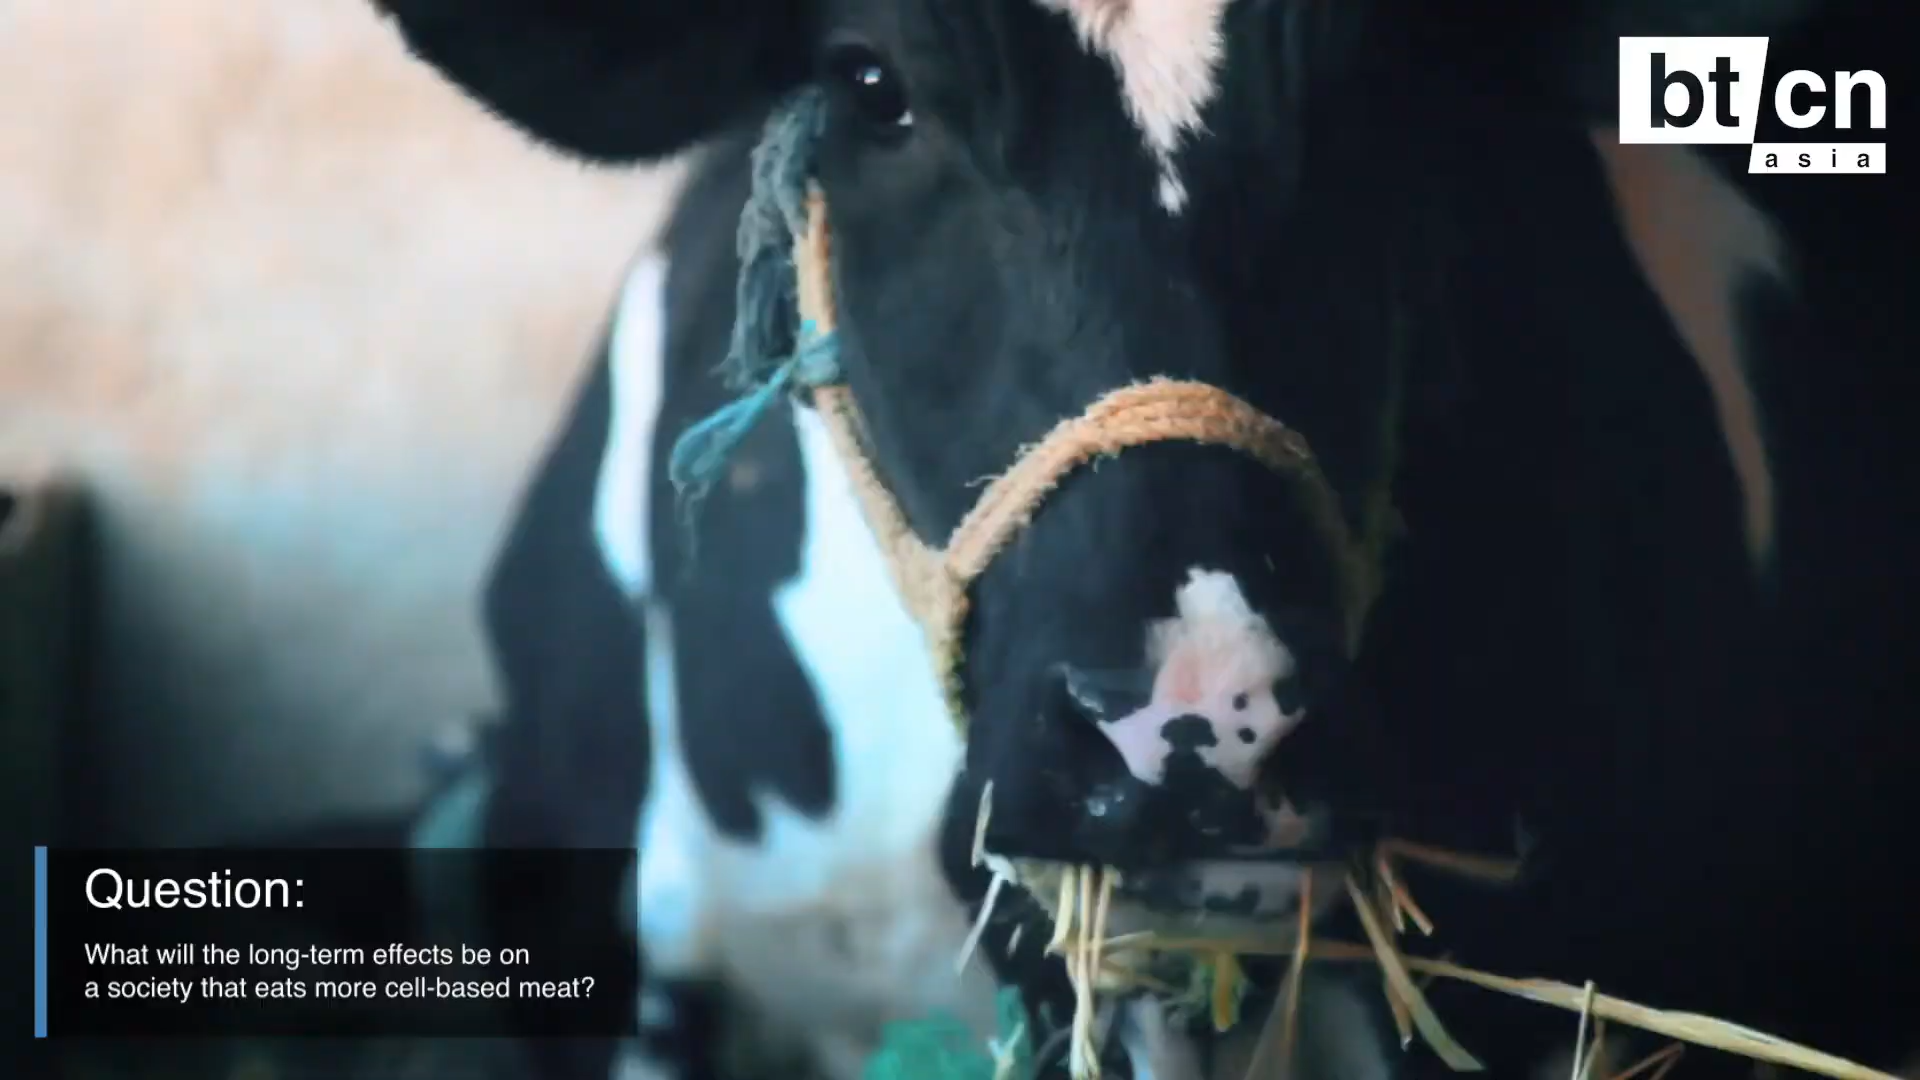 bt/cn
asia
Question:
What will the long-term effects be on
a society that eats more cell-based meat?